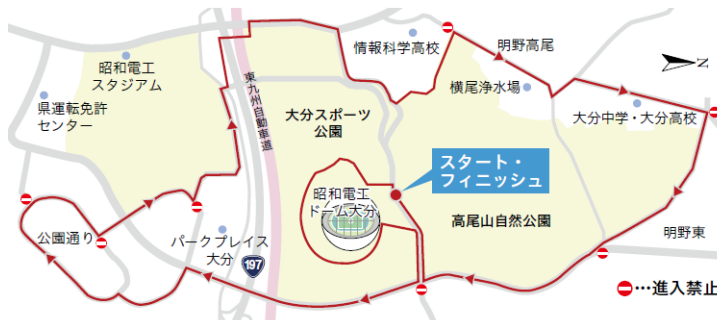 情報科学高校
明野高尾
N
昭和電工
スタジアム
横尾浄水場
県運転免許
センター
東九州自動車道
大分スポーツ
公園
大分中学・大分高校
スタート・
フィニッシュ
昭和電工
ドーム大分
高尾山自然公園
公園通り
パークプレイス
大分
197
明野東
…進入禁止